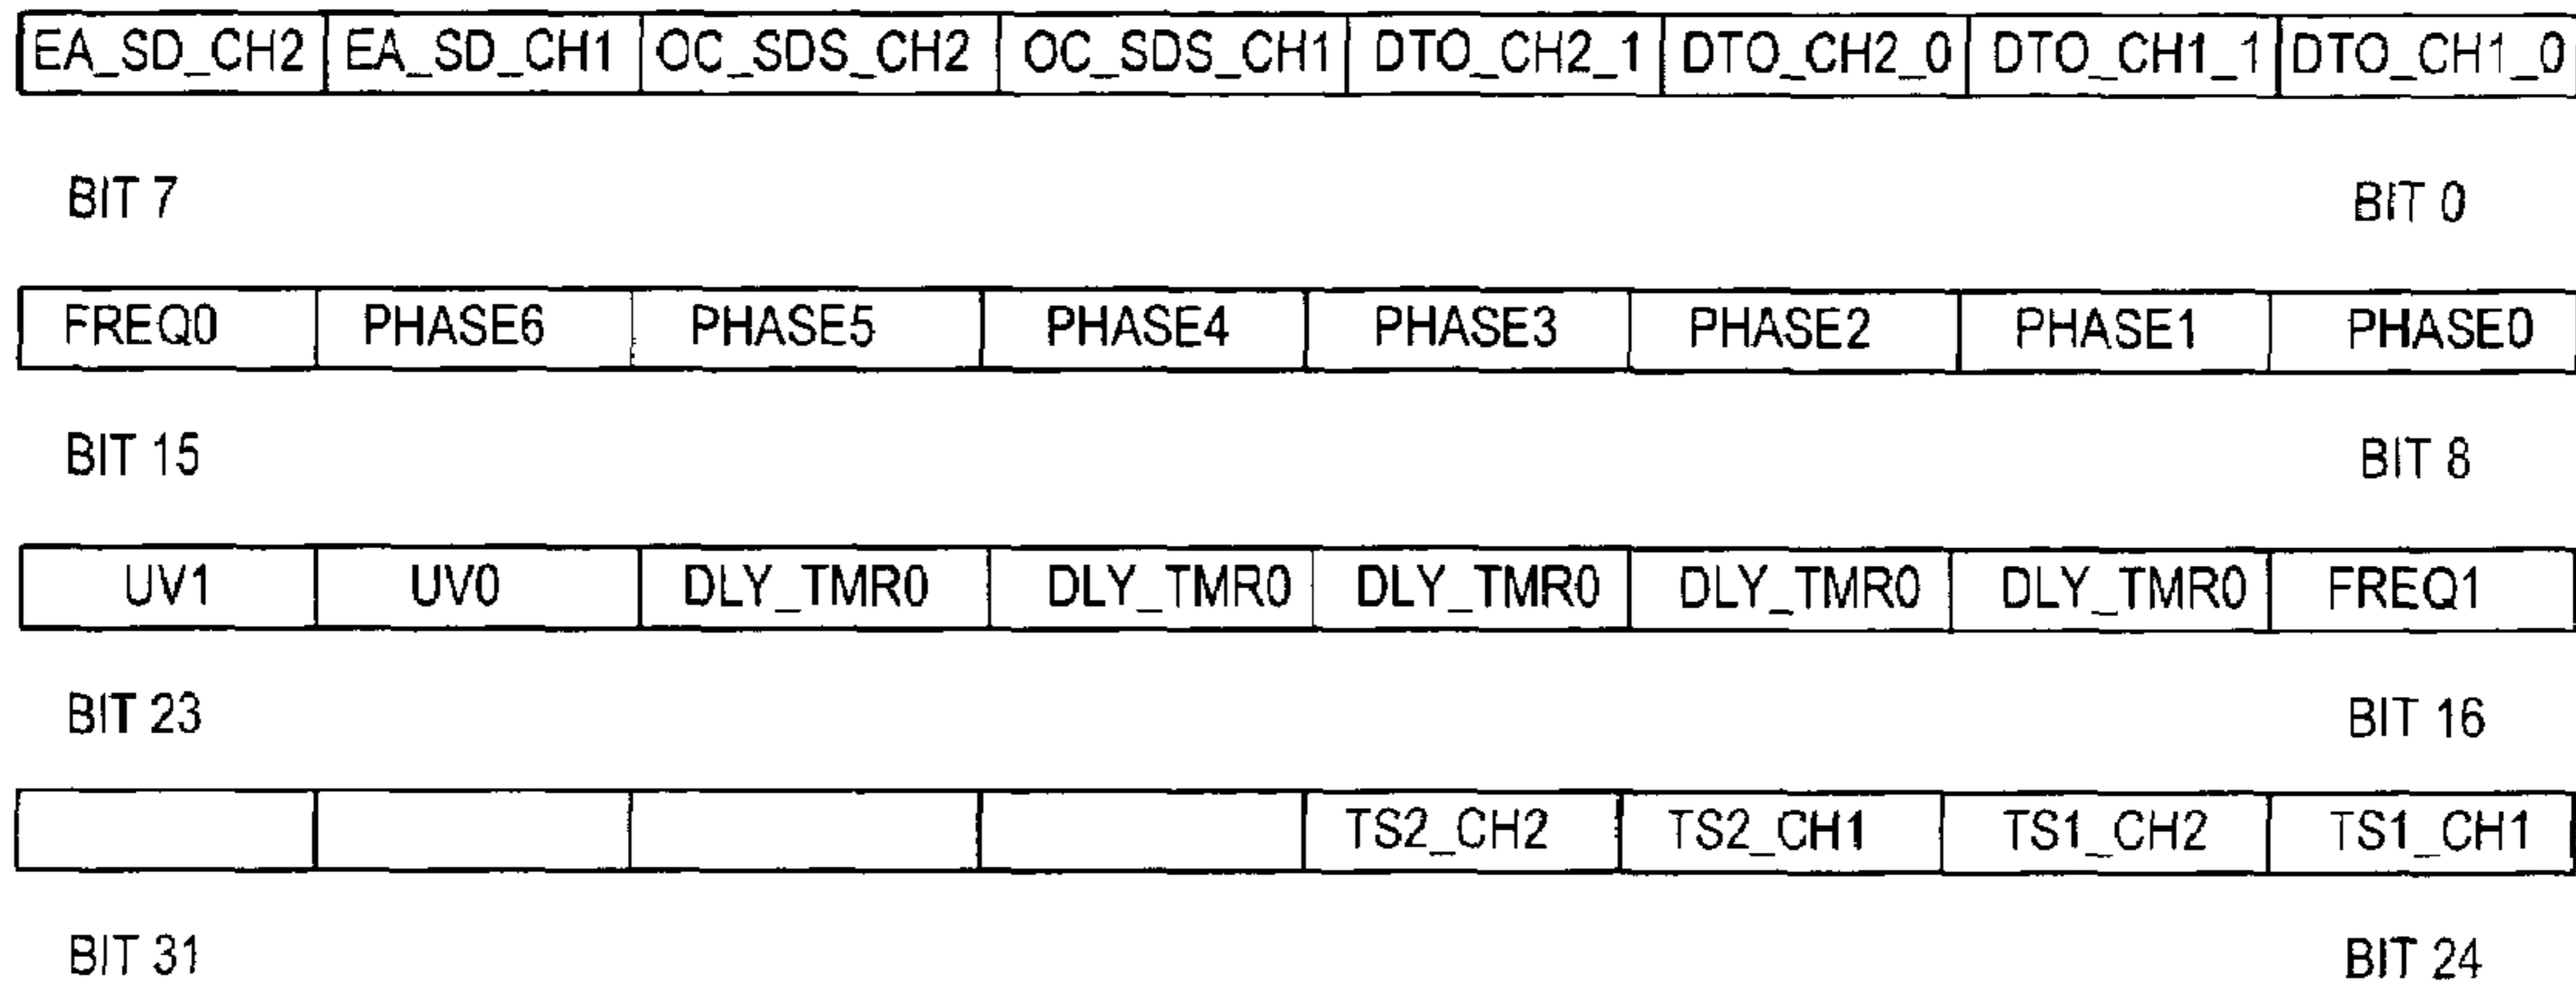 EA_SD_CH2 EA_SD_CH1 OC_SDS_CH2 OC_SDS_CH1 DTO_CH2_1 DTO_CH2_0 DTO_CH1_1 DTO_CH1_0
BIT 7 BIT 0
FREQ0 PHASE6 PHASE5 PHASE4 PHASE3 PHASE2 PHASE1 PHASE0
BIT 15 BIT 8
UV1 UV0 DLY_TMR0 DLY_TMR0 DLY_TMR0 DLY_TMR0 DLY_TMR0 FREQ1
BIT 23 BIT 16
TS2_CH2 TS2_CH1 TS1_CH2 TS1_CH1
BIT 31 BIT 24